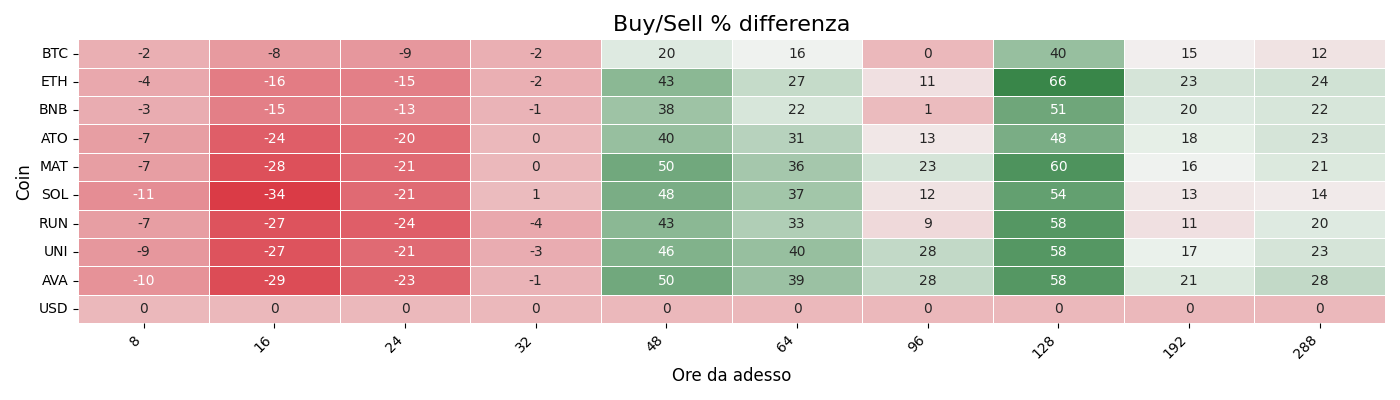 Buy/Sell % differenza
Coin
BTC -2 -8 -9 -2 20 16 0 40 15 12
ETH -4 -16 -15 -2 43 27 11 66 23 24
BNB -3 -15 -13 -1 38 22 1 51 20 22
ATO -7 -24 -20 0 40 31 13 48 18 23
MAT -7 -28 -21 0 50 36 23 60 16 21
SOL -11 -34 -21 1 48 37 12 54 13 14
RUN -7 -27 -24 -4 43 33 9 58 11 20
UNI -9 -27 -21 -3 46 40 28 58 17 23
AVA -10 -29 -23 -1 50 39 28 58 21 28
USD 0 0 0 0 0 0 0 0 0 0
8 16 24 32 48 64 96 128 192 288
Ore da adesso